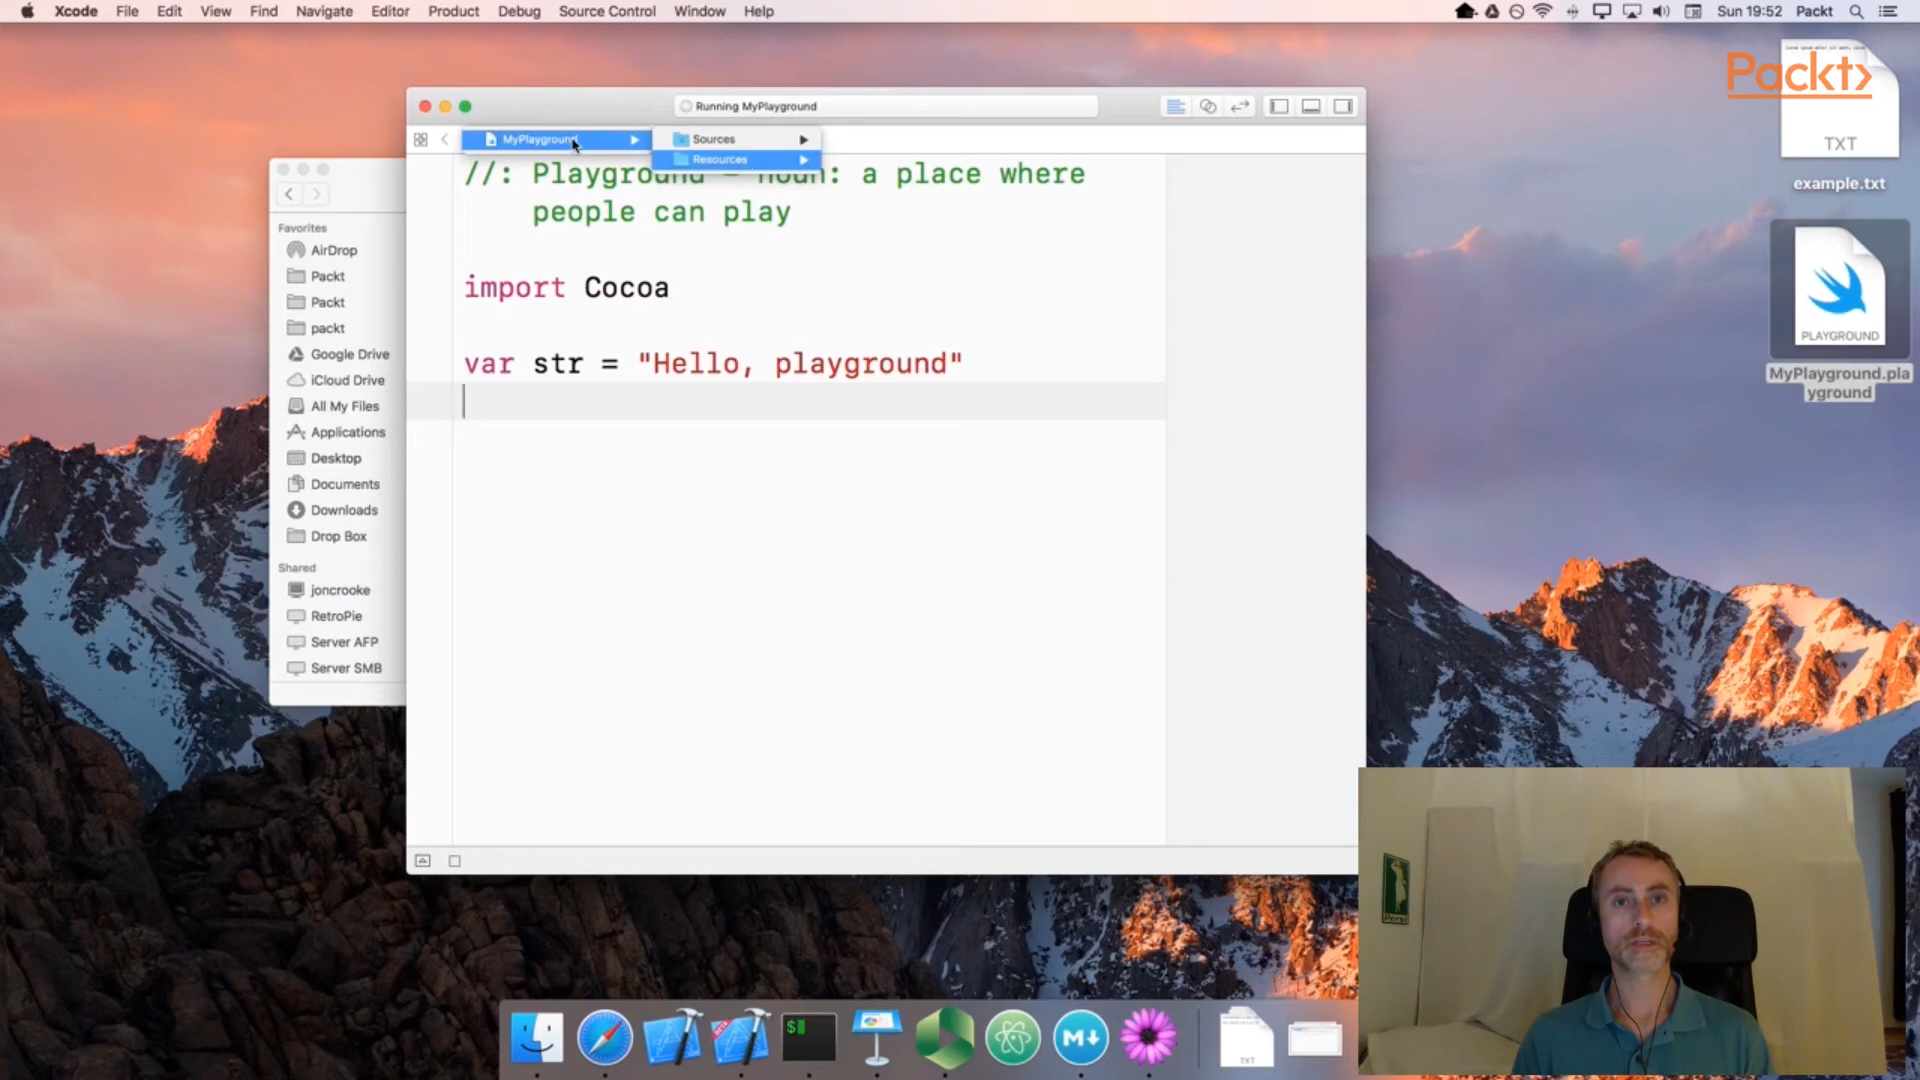 Xcode File Edit View Find Navigate Editor Product Debug Source Control Window Help
Sun 19:52 Packt
Packt
TXT
example.txt
PLAYGROUND
MyPlayground.pla
yground
Running MyPlayground
MyPlayground
Sources
Resources
//: Playground - noun: a place where
people can play
import Cocoa
var str = "Hello, playground"
Favorites
AirDrop
Packt
Packt
packt
Google Drive
iCloud Drive
All My Files
Applications
Desktop
Documents
Downloads
Drop Box
Shared
joncrooke
RetroPie
Server AFP
Server SMB
BETA
$
M
TXT